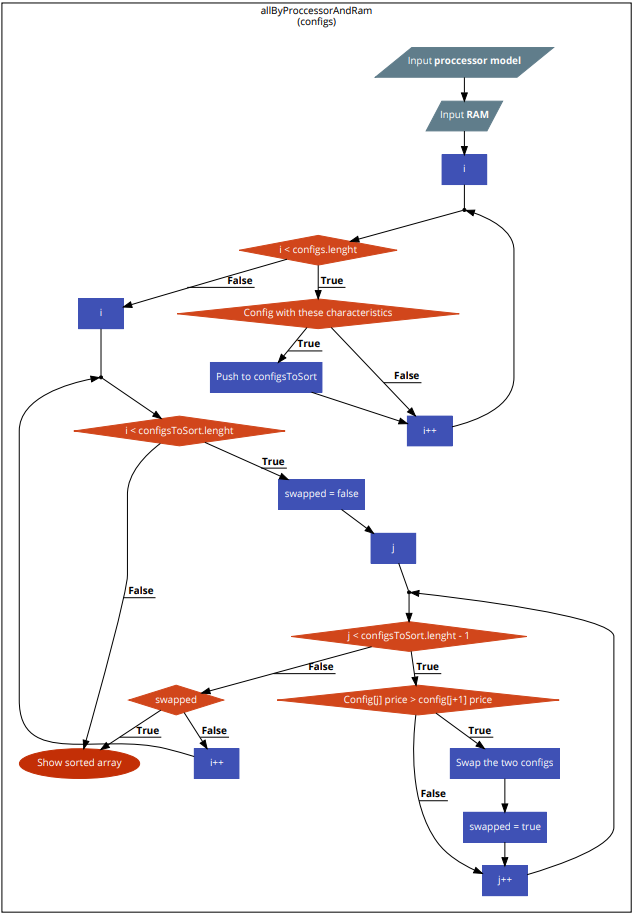 allByProccessorAndRam
(configs)
Input proccessor model
Input RAM
i
i < configs.lenght
False
True
i
Config with these characteristics
True
False
Push to configsToSort
i++
i < configsToSort.lenght
True
swapped = false
j
False
j < configsToSort.lenght - 1
False
True
swapped
Config[j] price > config[j+1] price
True
False
True
Show sorted array
i++
Swap the two configs
False
swapped = true
j++